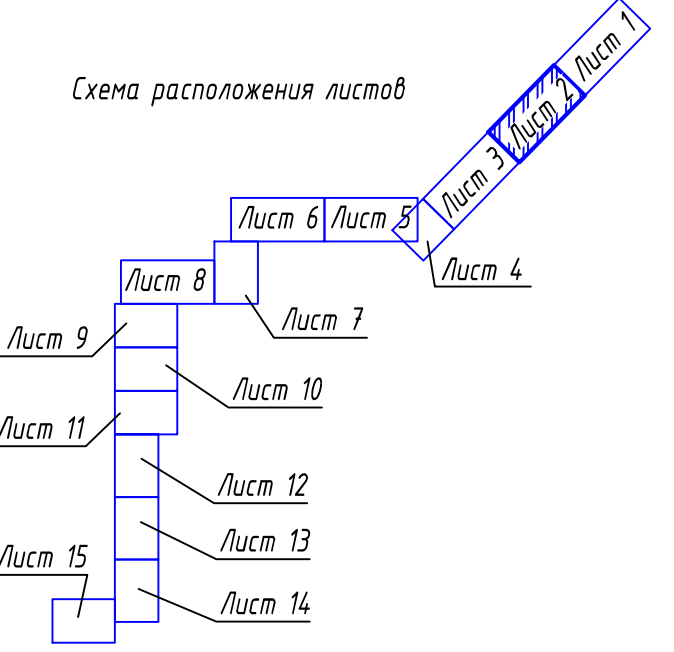 Схема расположения листов
Лист 1
Лист 2
Лист 3
Лист 4
Лист 5
Лист 6
Лист 7
Лист 8
Лист 9
Лист 10
Лист 11
Лист 12
Лист 13
Лист 14
Лист 15